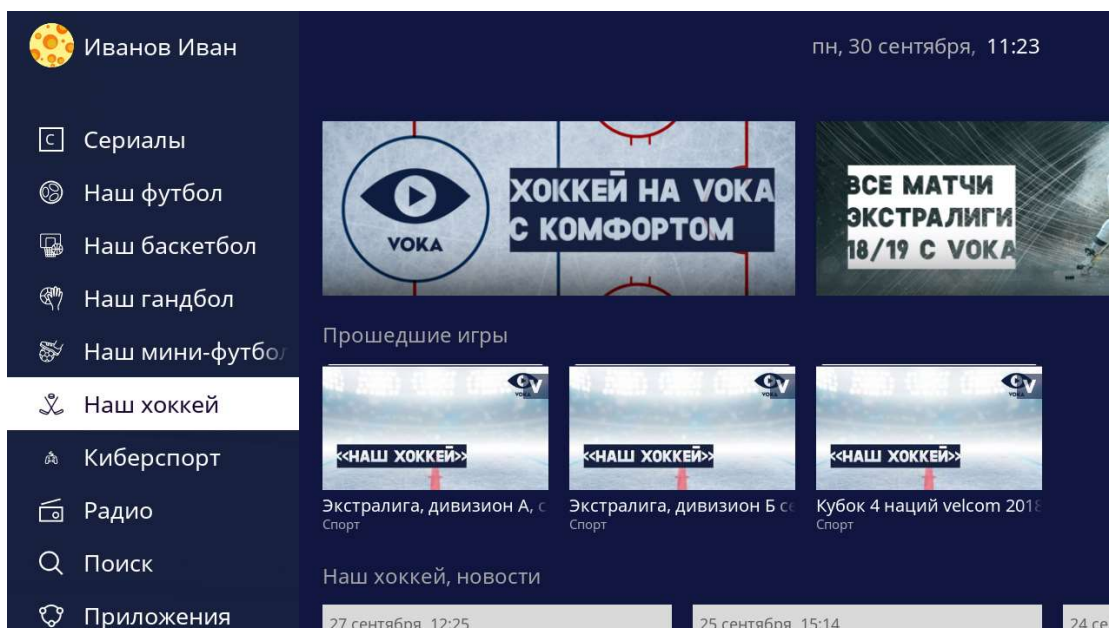 Иванов Иван
пн, 30 сентября, 11:23
Сериалы
Наш футбол
Наш баскетбол
Наш гандбол
Наш мини-футбол
Наш хоккей
Киберспорт
Радио
Поиск
Приложения
VOKA
ХОККЕЙ НА VOKA
С КОМФОРТОМ
ВСЕ МАТЧИ
ЭКСТРАЛИГИ
18/19 С VOKA
Прошедшие игры
VOKA
<<НАШ ХОККЕЙ>>
Экстралига, дивизион А, с
Спорт
VOKA
<<НАШ ХОККЕЙ>>
Экстралига, дивизион Б се
Спорт
VOKA
<<НАШ ХОККЕЙ>>
Кубок 4 наций velcom 2018
Спорт
Наш хоккей, новости
27 сентября, 12:25
25 сентября, 15:14
24 се